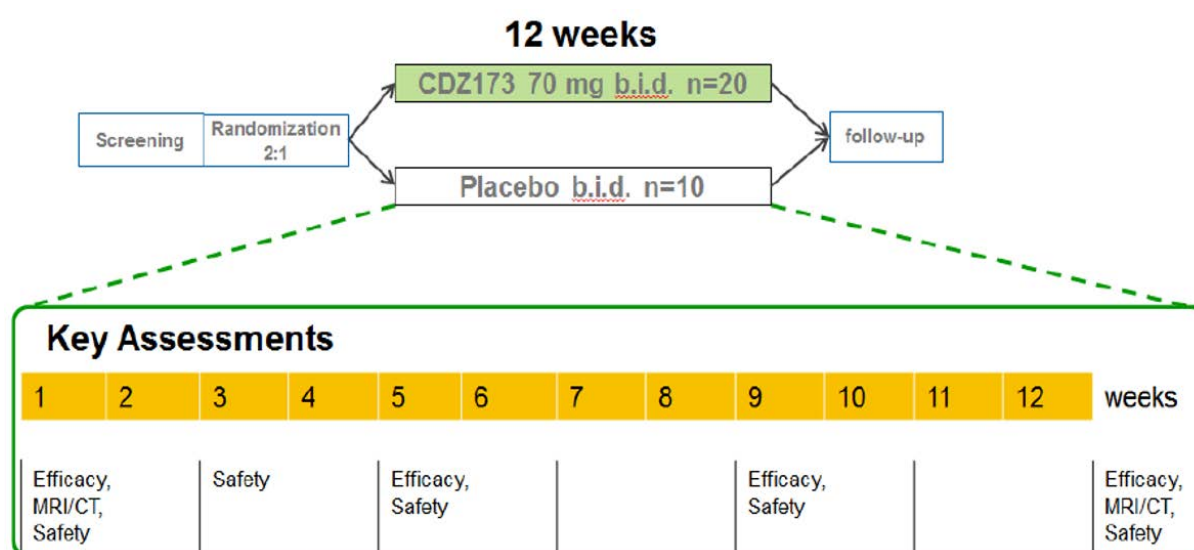 12 weeks
CDZ173 70 mg b.i.d. n=20
Screening
Randomization
2:1
follow-up
Placebo b.i.d. n=10
Key Assessments
1 2 3 4 5 6 7 8 9 10 11 12 weeks
Efficacy,
MRI/CT,
Safety
Safety
Efficacy,
Safety
Efficacy,
Safety
Efficacy,
MRI/CT,
Safety